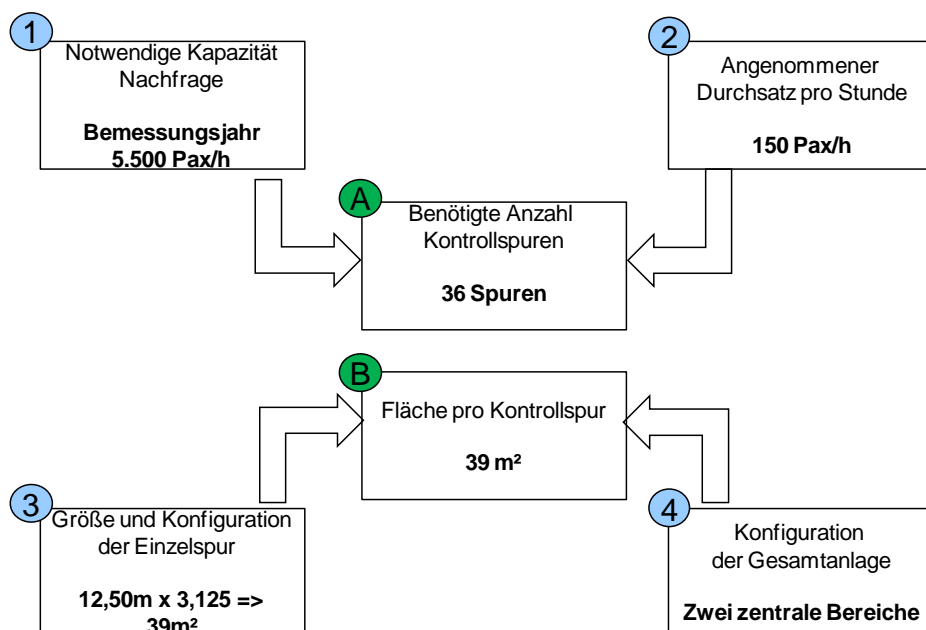 1
Notwendige Kapazität
Nachfrage
Bemessungsjahr
5.500 Pax/h
2
Angenommener
Durchsatz pro Stunde
150 Pax/h
A
Benötigte Anzahl
Kontrollspuren
36 Spuren
B
Fläche pro Kontrollspur
39 m²
3
Größe und Konfiguration
der Einzelspur
12,50m x 3,125 =>
39m²
4
Konfiguration
der Gesamtanlage
Zwei zentrale Bereiche